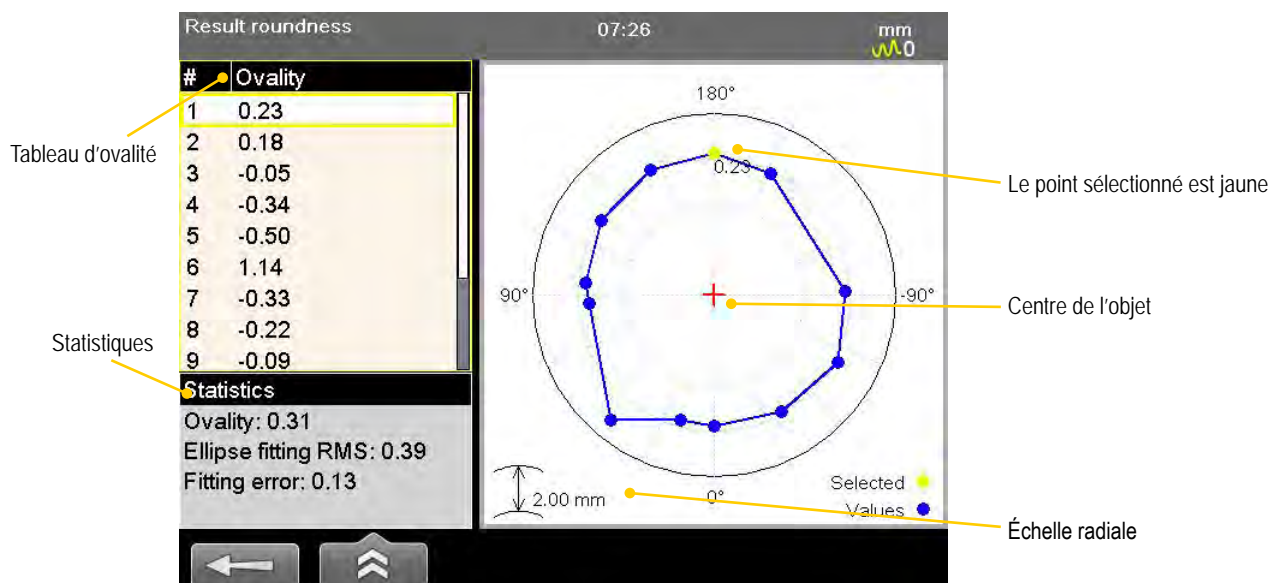 Result roundness 07:26 mm
0
# Ovality
1 0.23
2 0.18
3 -0.05
4 -0.34
5 -0.50
6 1.14
7 -0.33
8 -0.22
9 -0.09
Statistics
Ovality: 0.31
Ellipse fitting RMS: 0.39
Fitting error: 0.13
180°
0.23
90°
-90°
0°
2.00 mm
Selected
Values
Tableau d'ovalité
Statistiques
Le point sélectionné est jaune
Centre de l'objet
Échelle radiale